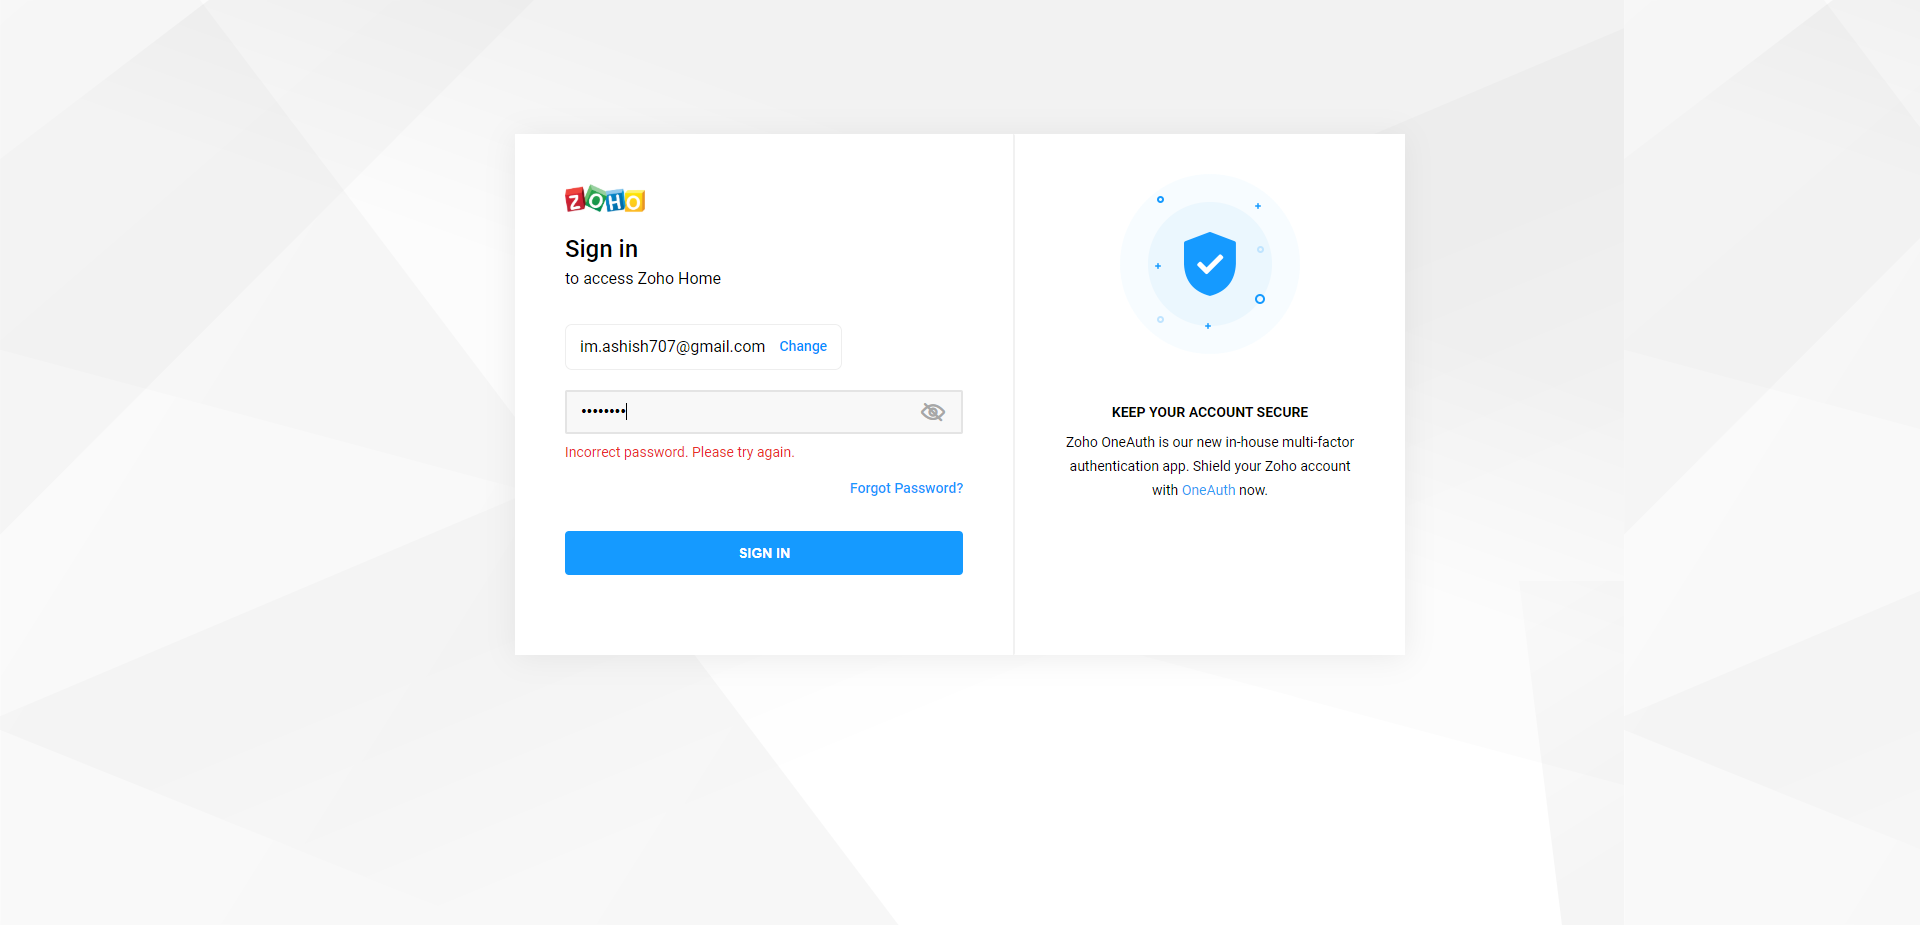 ZOHO
Sign in
to access Zoho Home
im.ashish707@gmail.com Change
••••••••
Incorrect password. Please try again.
Forgot Password?
SIGN IN
KEEP YOUR ACCOUNT SECURE
Zoho OneAuth is our new in-house multi-factor
authentication app. Shield your Zoho account
with OneAuth now.